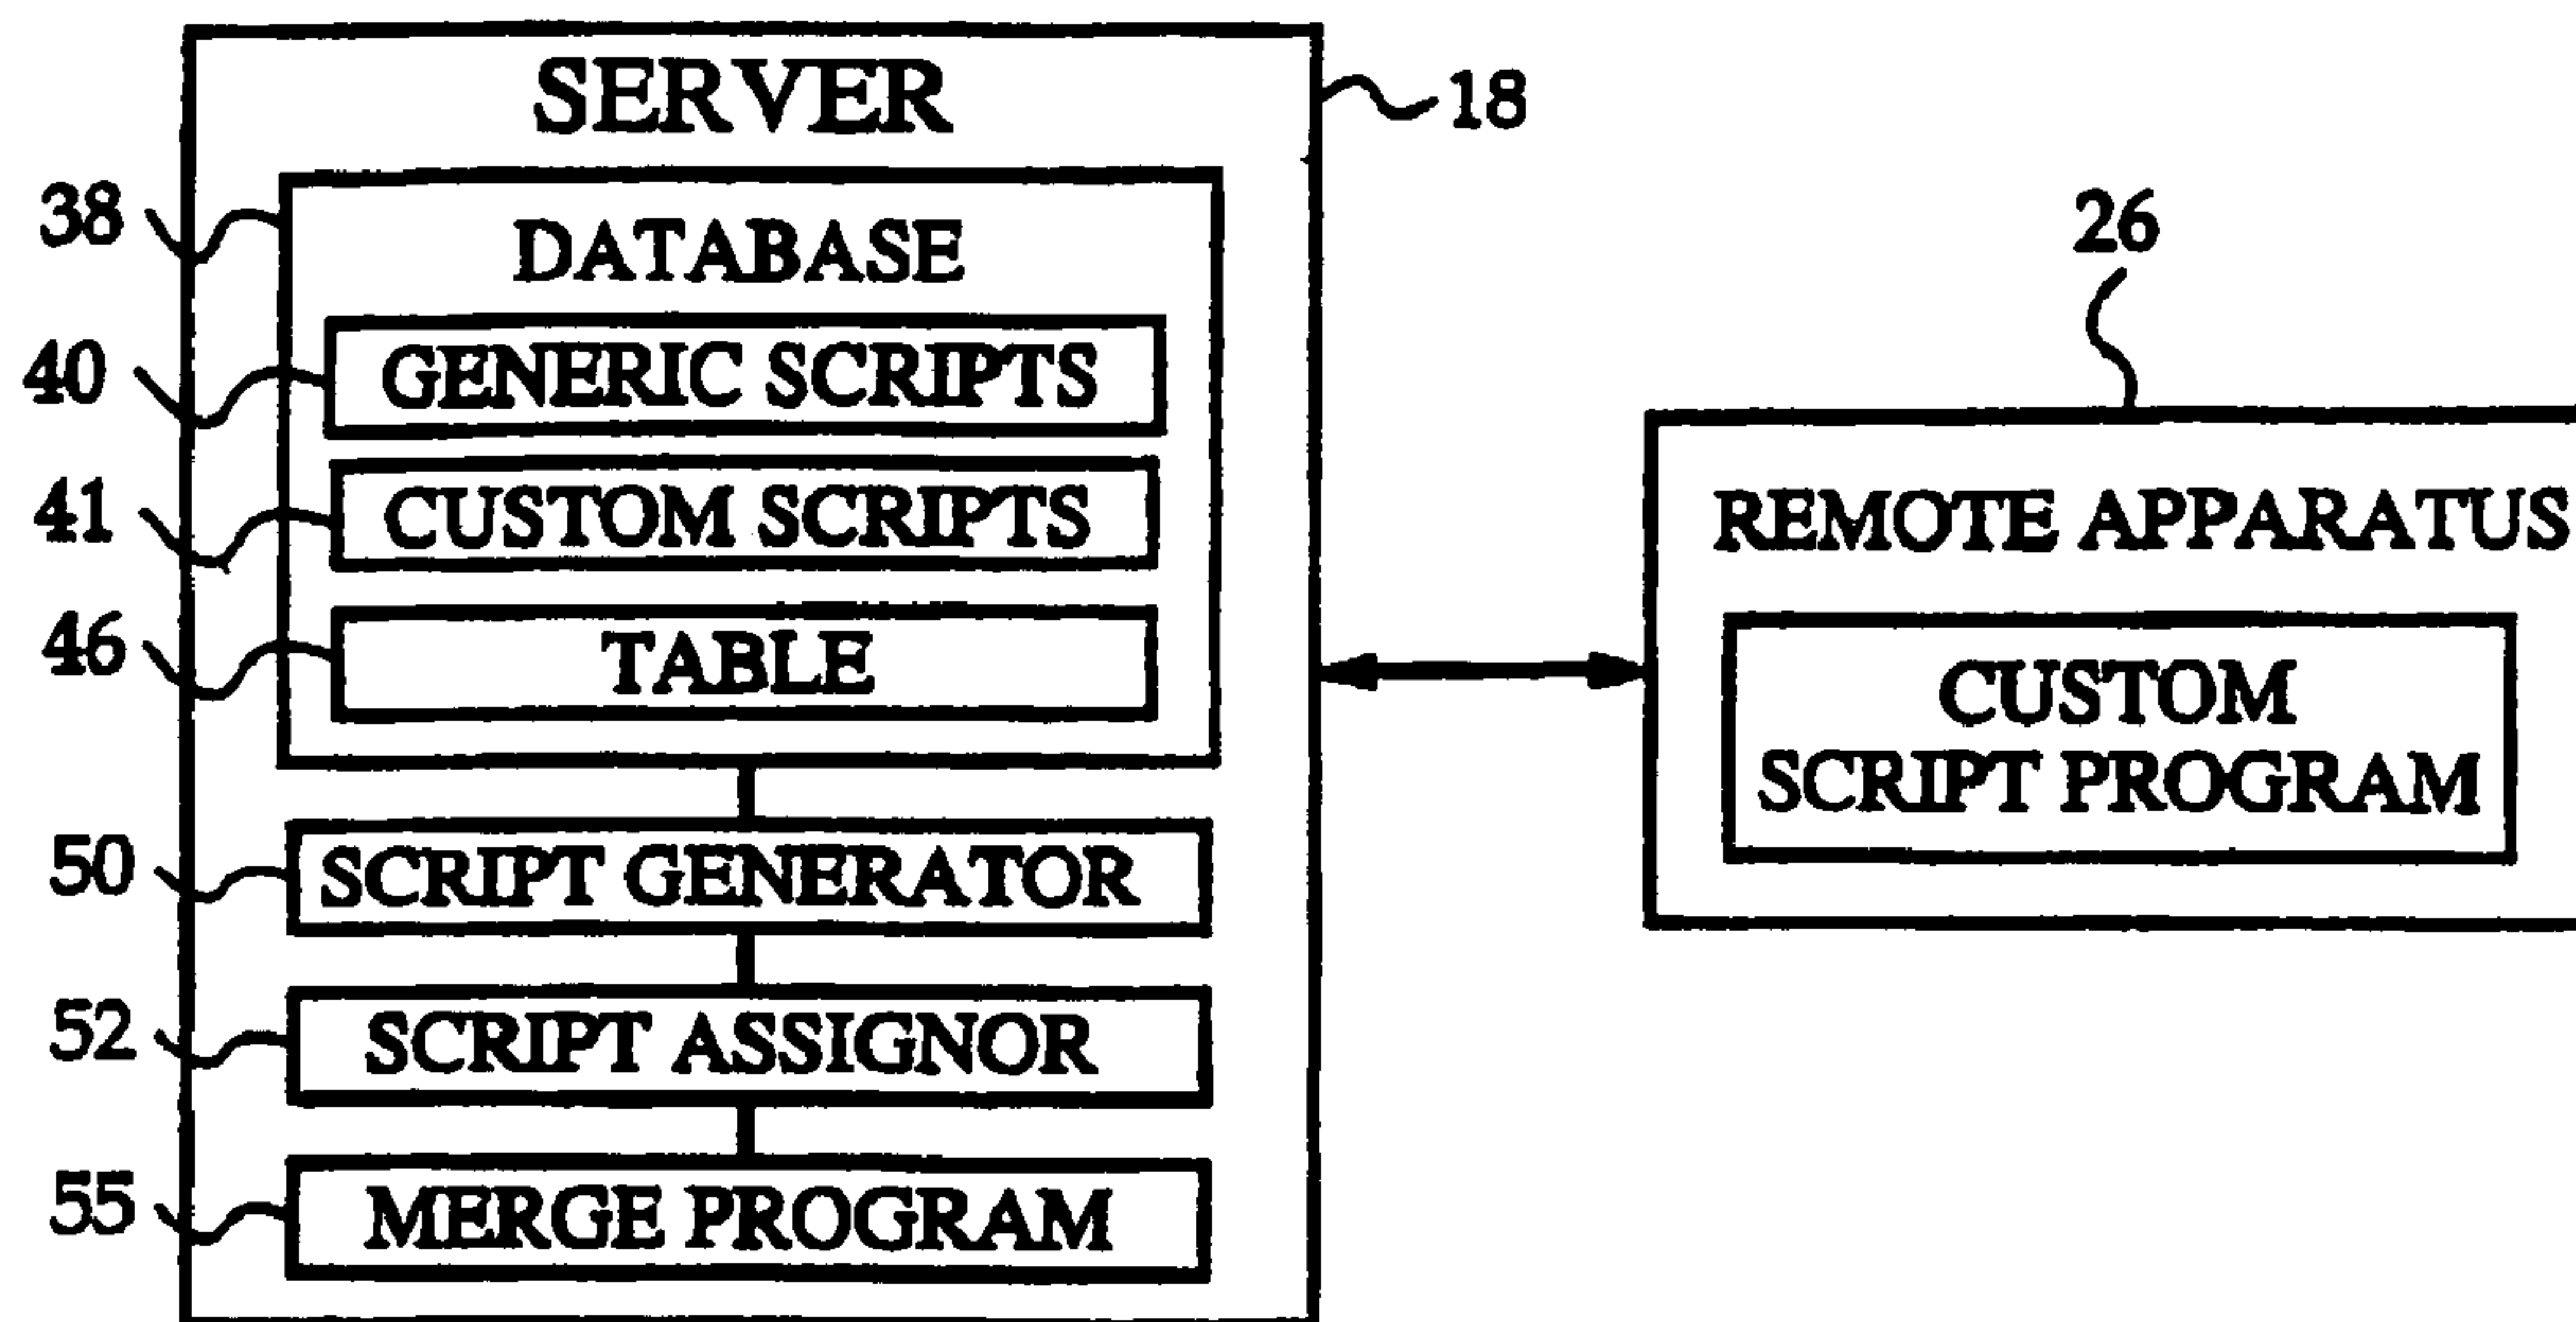 SERVER
18
38
DATABASE
40
GENERIC SCRIPTS
41
CUSTOM SCRIPTS
46
TABLE
50
SCRIPT GENERATOR
52
SCRIPT ASSIGNOR
55
MERGE PROGRAM
26
REMOTE APPARATUS
CUSTOM
SCRIPT PROGRAM